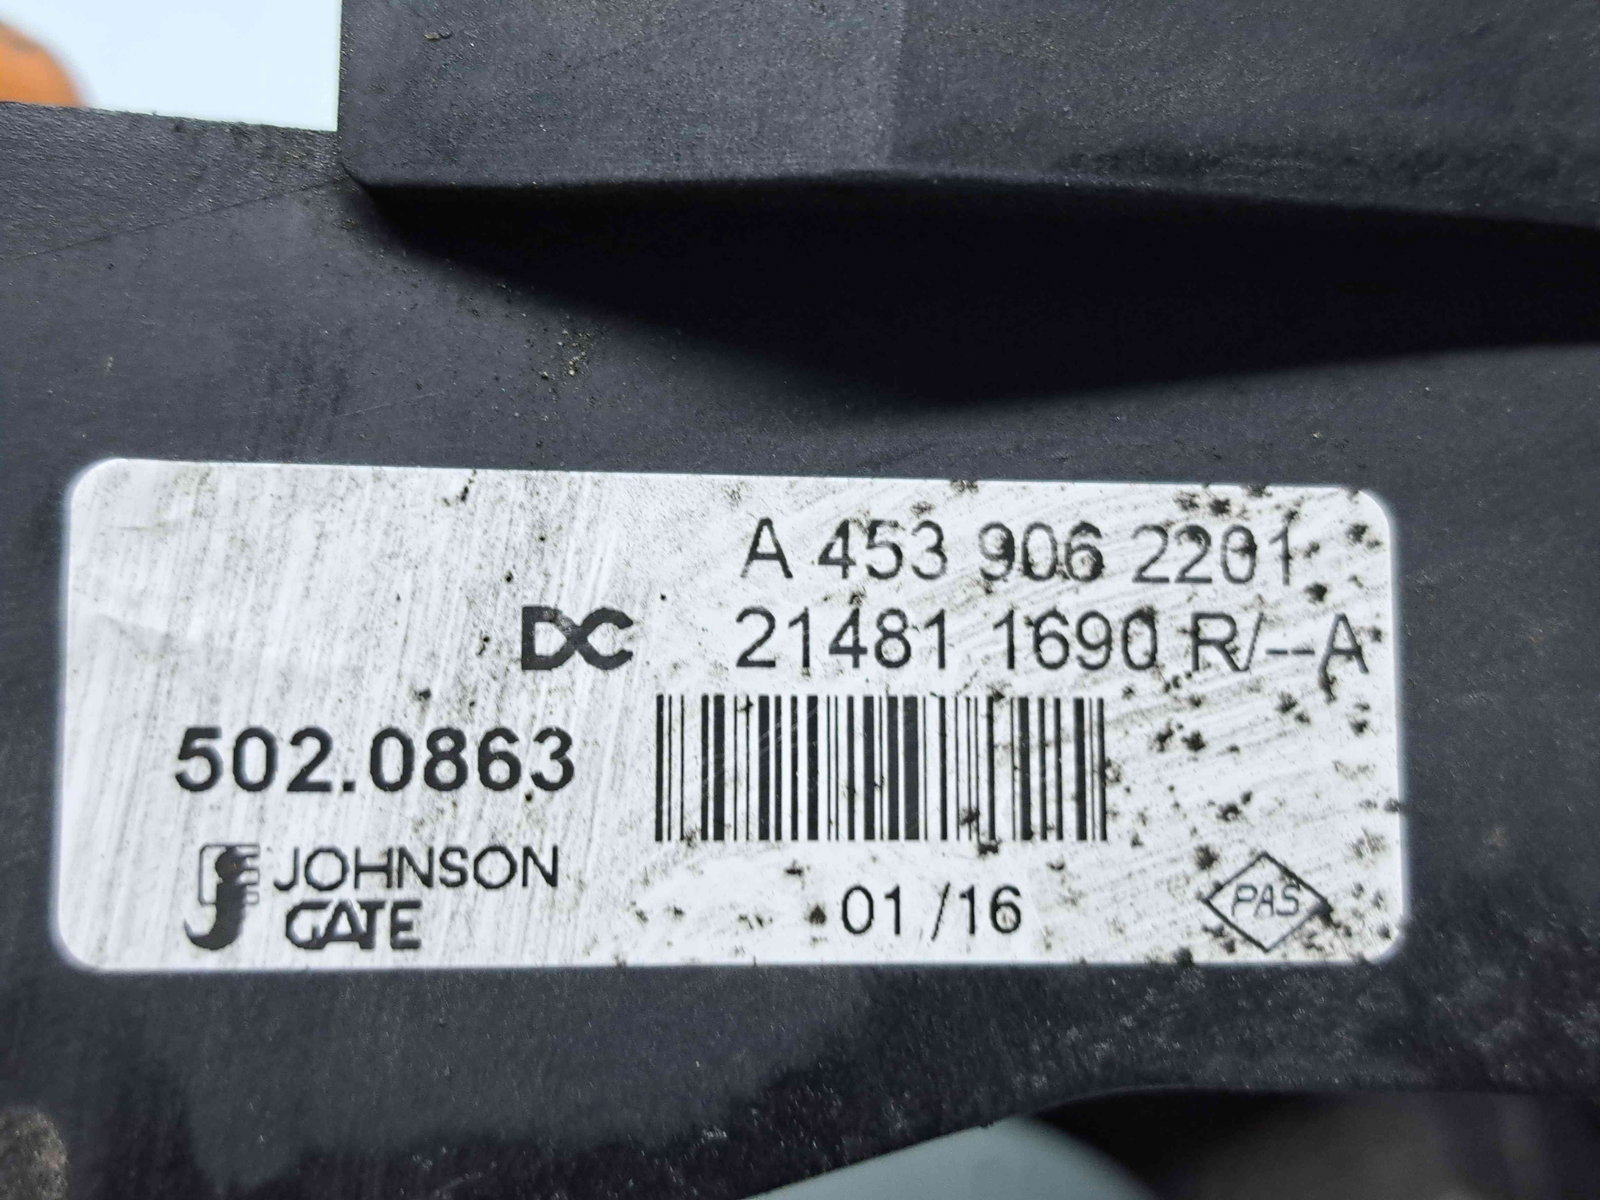 A 453 906 2201
DC 21481 1690 R/--A
502.0863
JOHNSON
GATE
01 /16
PAS